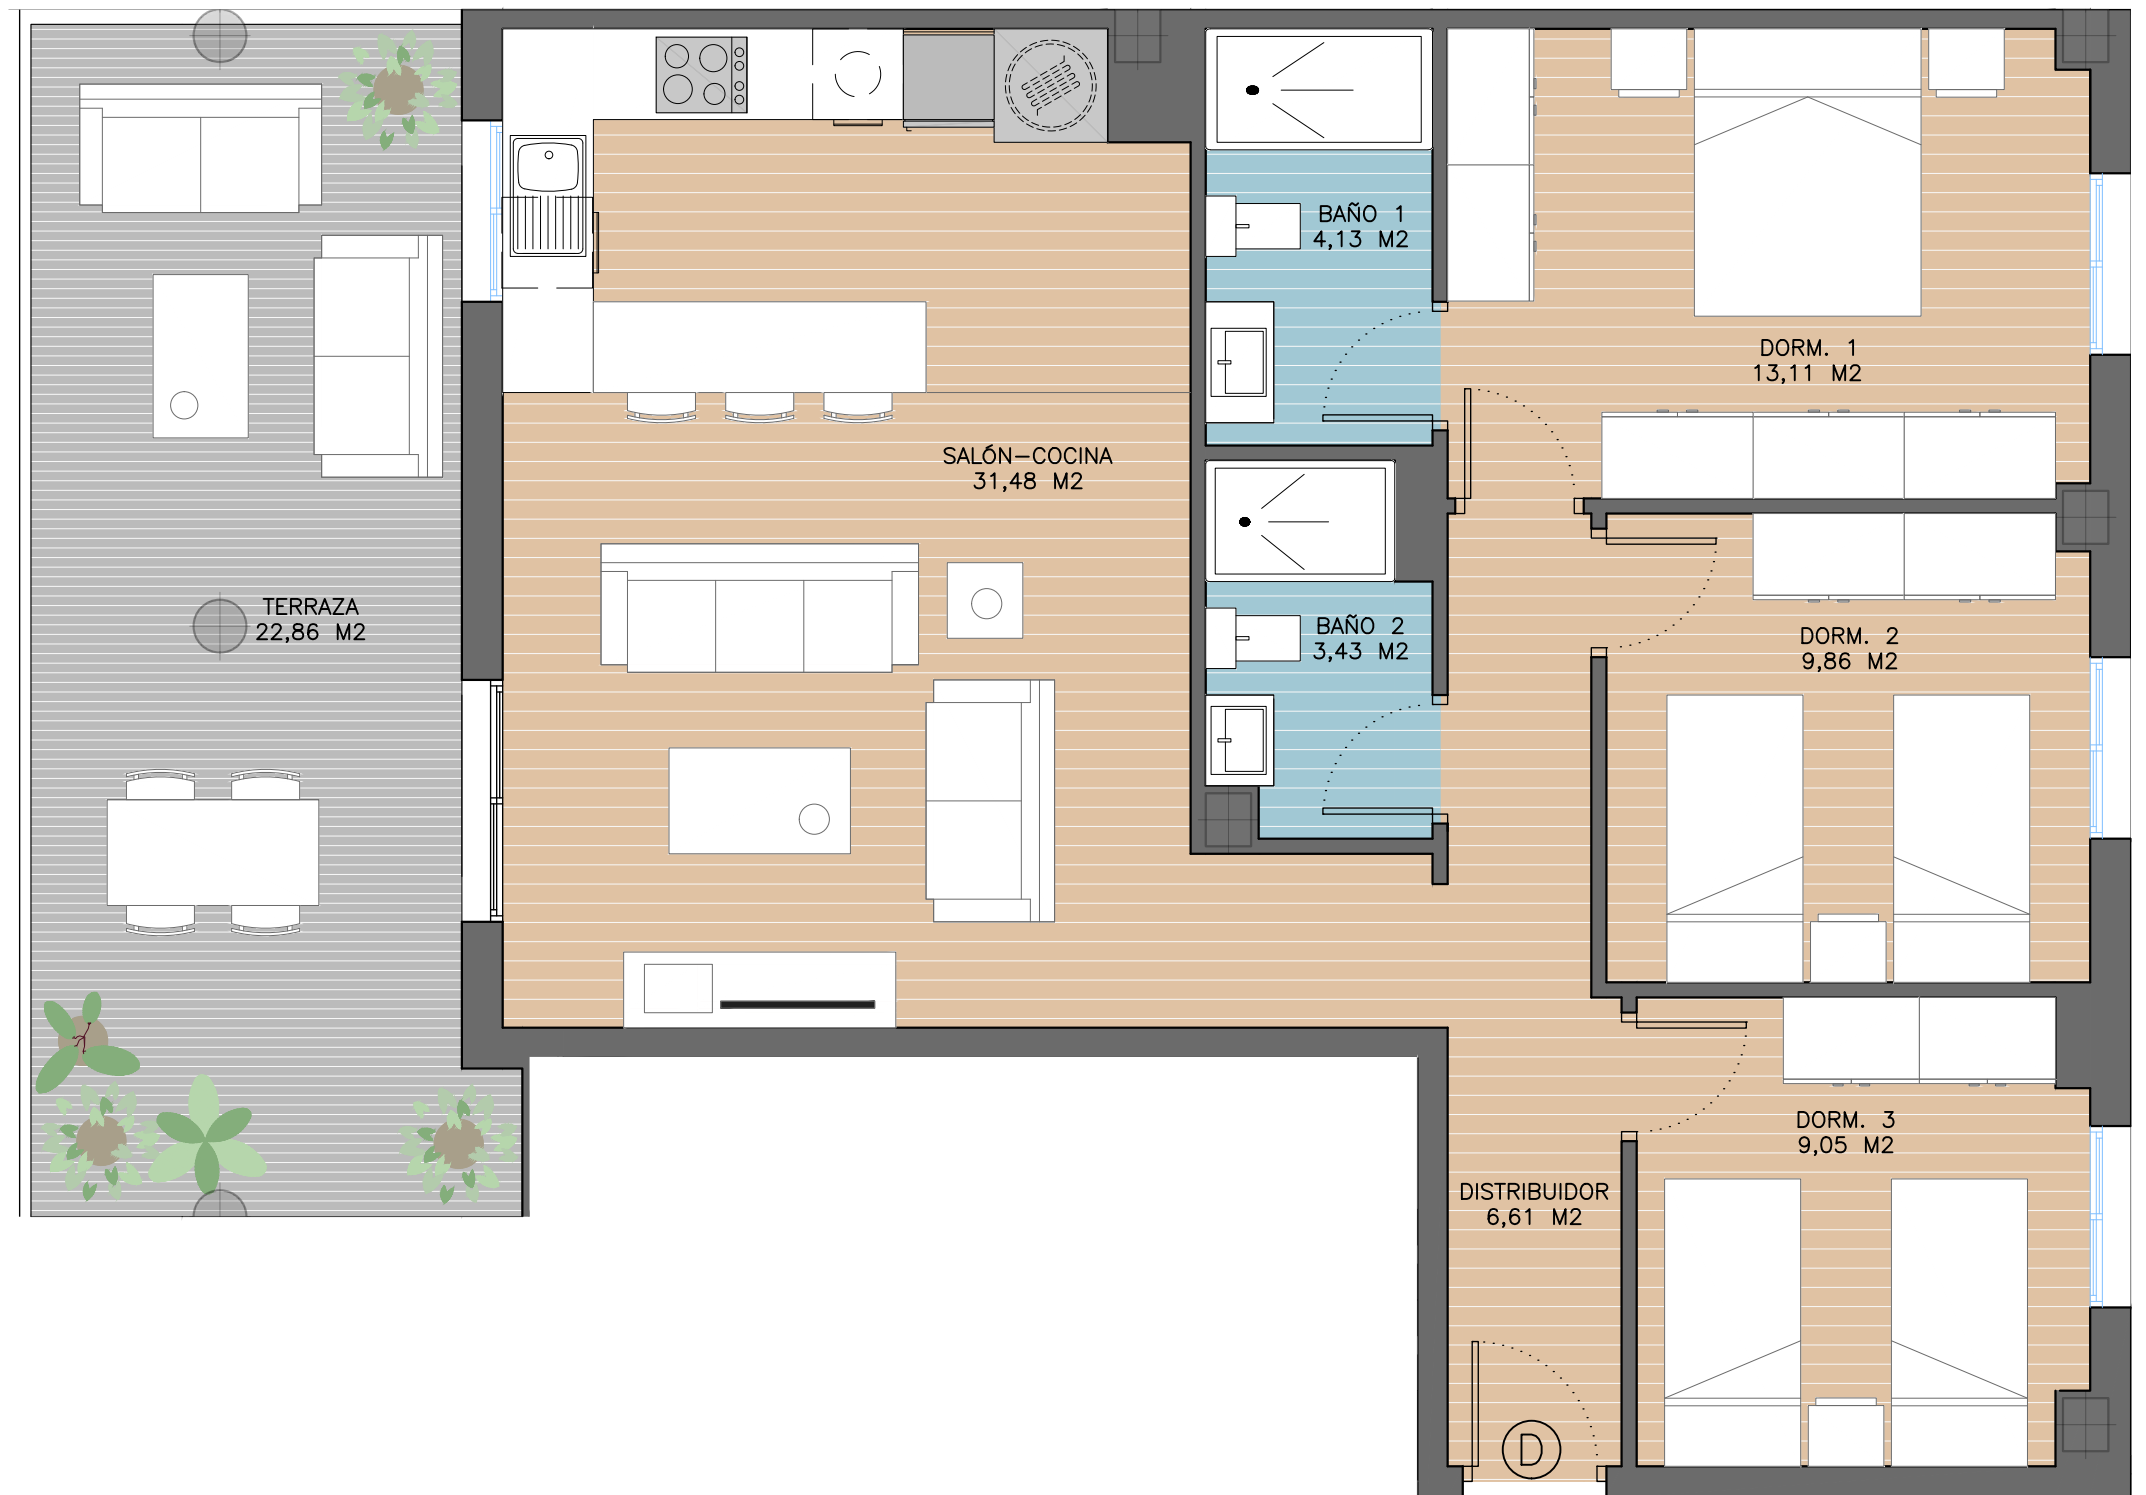 BAÑO 1
4,13 M2
DORM. 1
13,11 M2
SALÓN-COCINA
31,48 M2
TERRAZA
22,86 M2
BAÑO 2
3,43 M2
DORM. 2
9,86 M2
DORM. 3
9,05 M2
DISTRIBUIDOR
6,61 M2
D